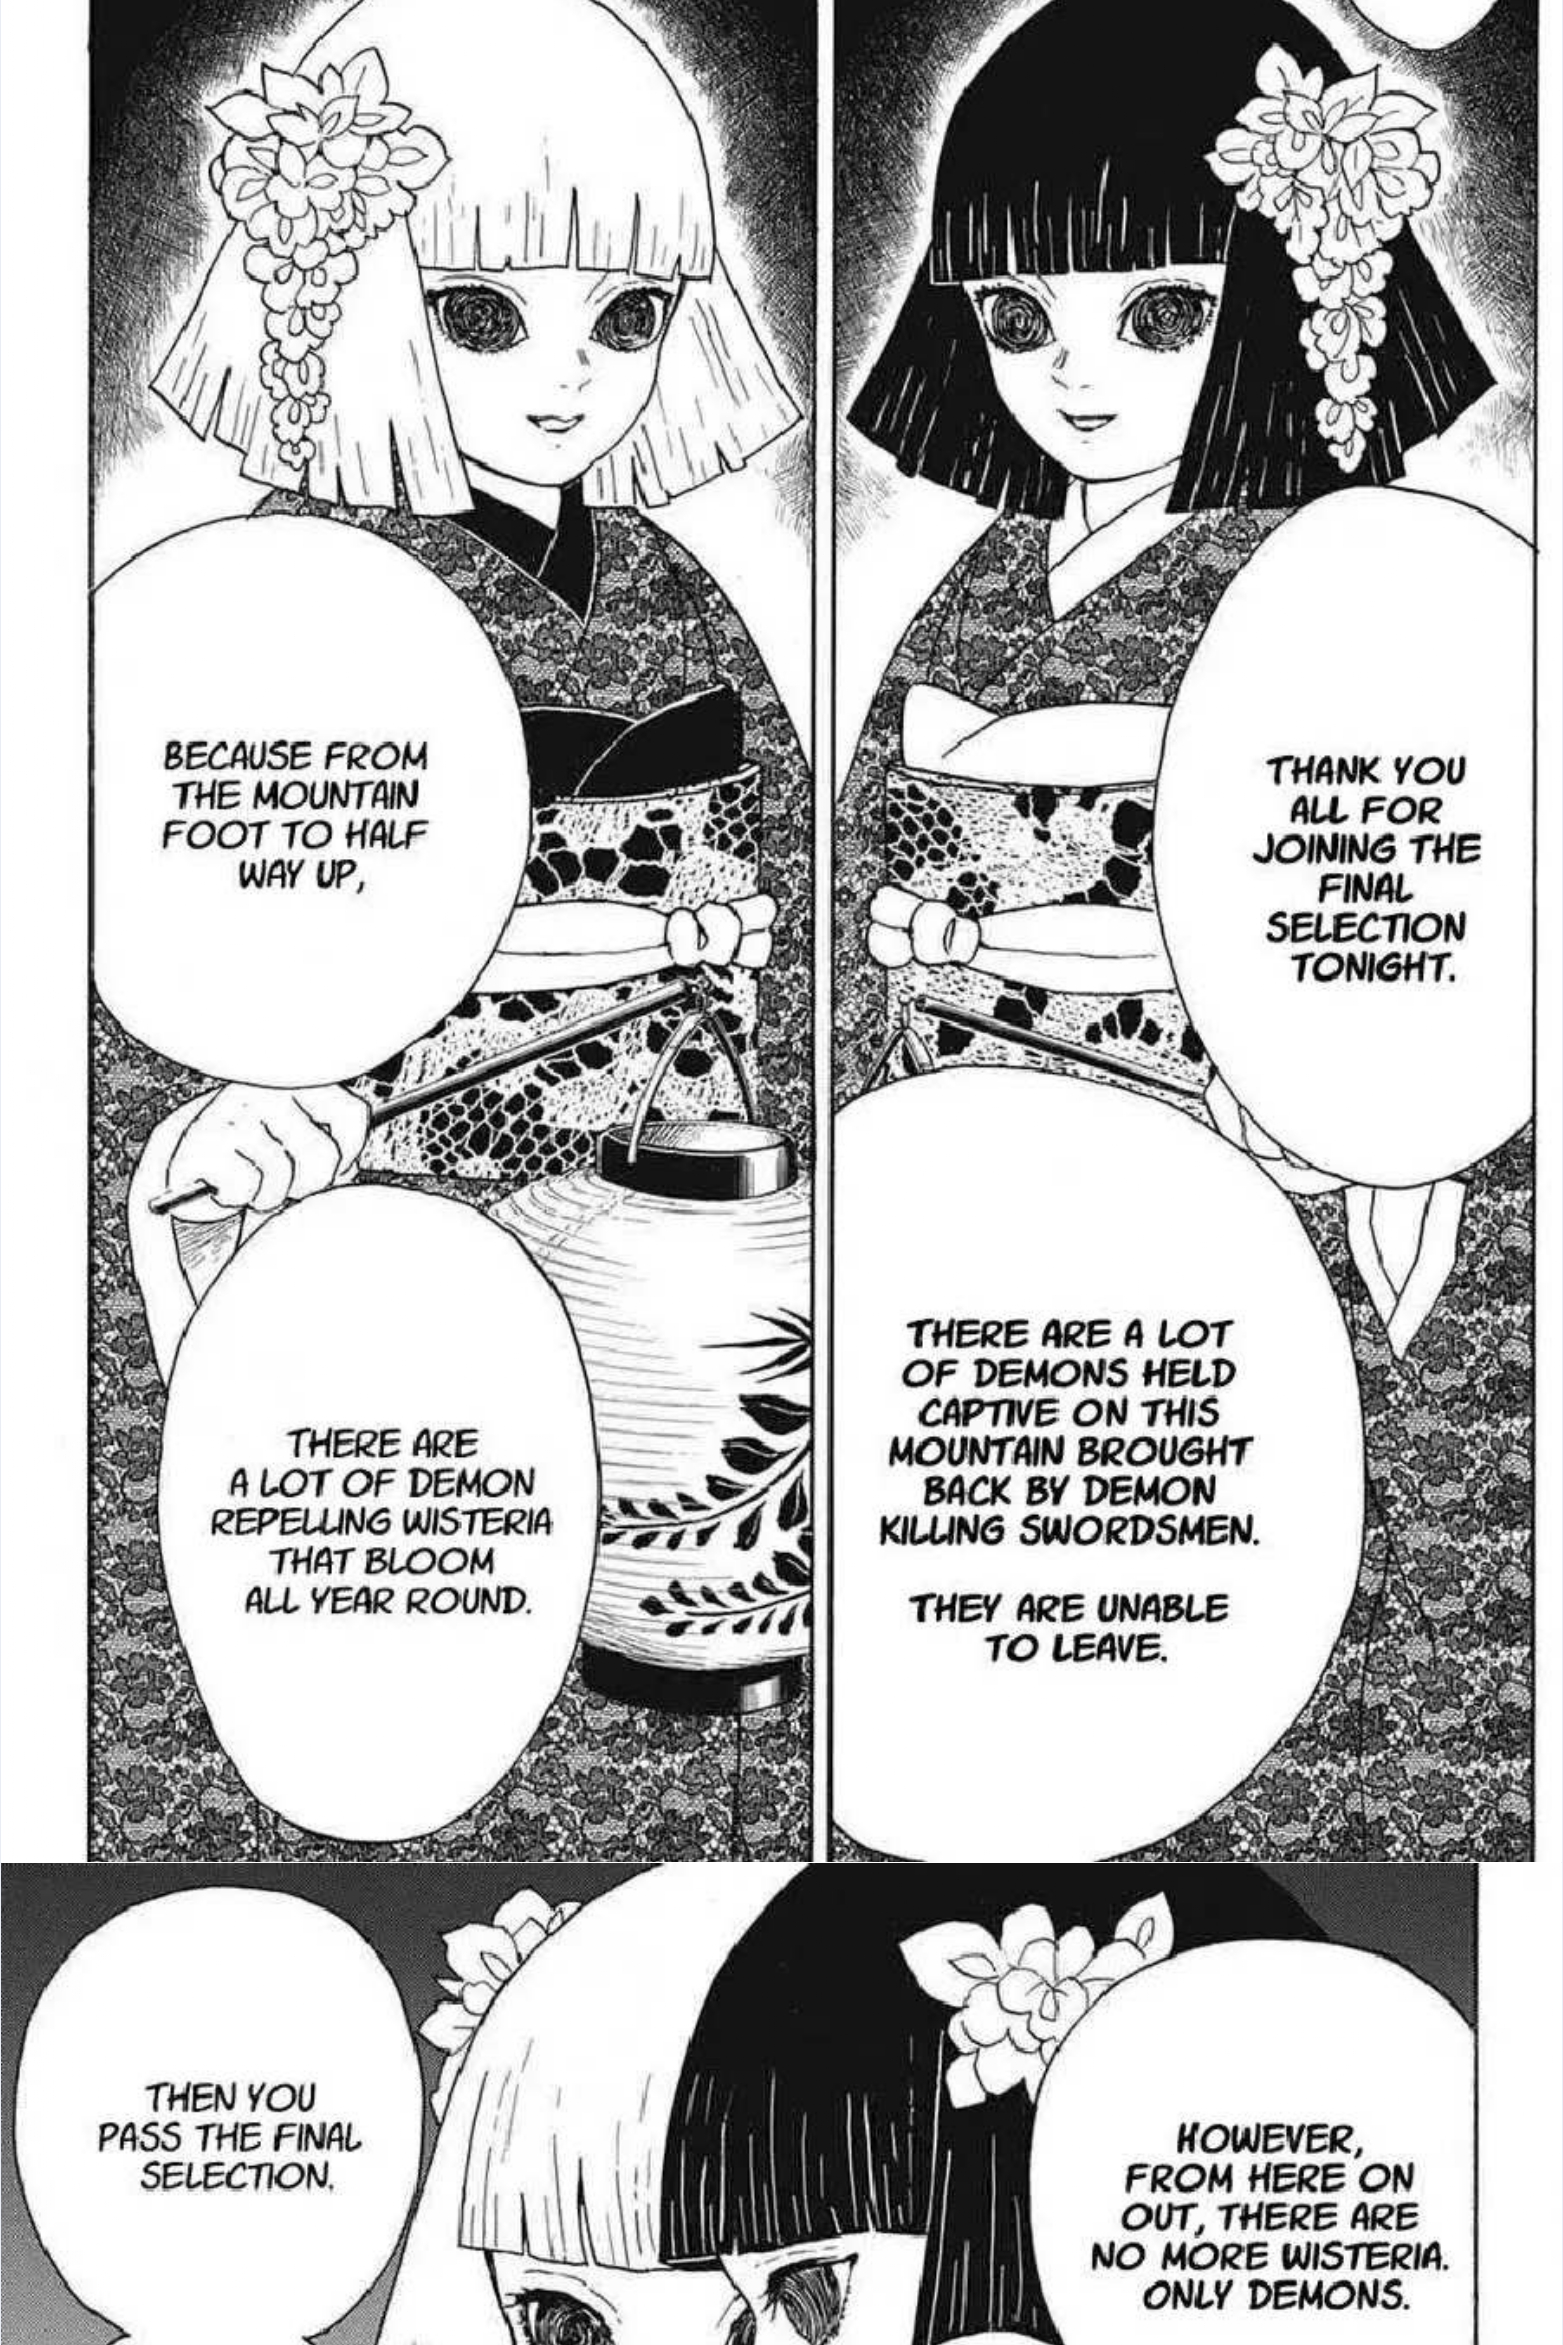 THANK YOU
ALL FOR
JOINING THE
FINAL
SELECTION
TONIGHT.
THERE ARE A LOT
OF DEMONS HELD
CAPTIVE ON THIS
MOUNTAIN BROUGHT
BACK BY DEMON
KILLING SWORDSMEN.
THEY ARE UNABLE
TO LEAVE.
BECAUSE FROM
THE MOUNTAIN
FOOT TO HALF
WAY UP,
THERE ARE
A LOT OF DEMON
REPELLING WISTERIA
THAT BLOOM
ALL YEAR ROUND.
HOWEVER,
FROM HERE ON
OUT, THERE ARE
NO MORE WISTERIA.
ONLY DEMONS.
THEN YOU
PASS THE FINAL
SELECTION.